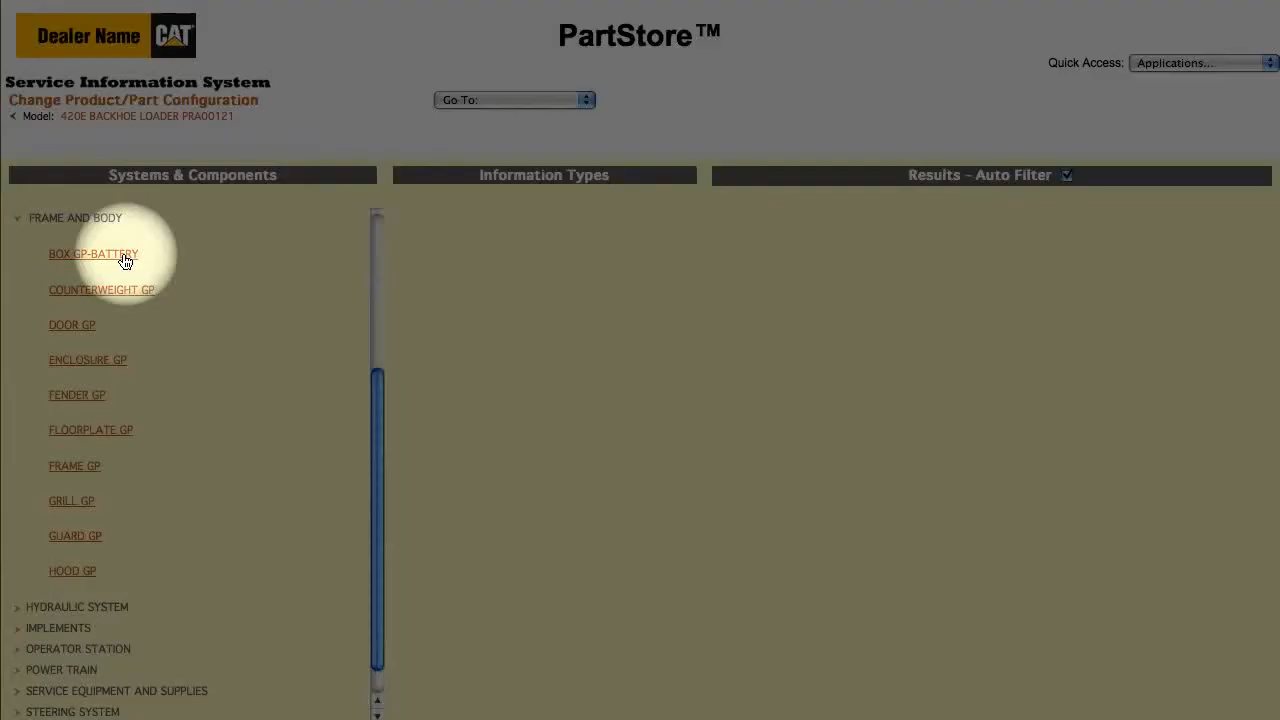 Dealer Name CAT
PartStore™
Quick Access: Applications...
Service Information System
Change Product/Part Configuration
Go To:
< Model: 420E BACKHOE LOADER PRA00121
Systems & Components
Information Types
Results - Auto Filter
FRAME AND BODY
BOX GP-BATTERY
COUNTERWEIGHT GP
DOOR GP
ENCLOSURE GP
FENDER GP
FLOORPLATE GP
FRAME GP
GRILL GP
GUARD GP
HOOD GP
HYDRAULIC SYSTEM
IMPLEMENTS
OPERATOR STATION
POWER TRAIN
SERVICE EQUIPMENT AND SUPPLIES
STEERING SYSTEM